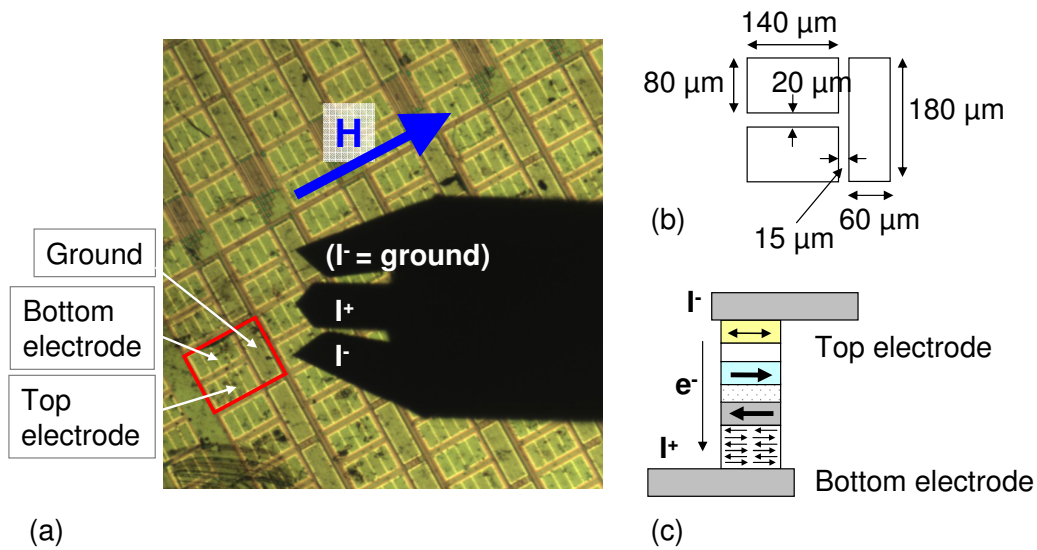 H
(I- = ground)
I+
I-
Ground
Bottom
electrode
Top
electrode
(a)
140 µm
80 µm
20 µm
180 µm
15 µm
60 µm
(b)
I-
Top electrode
e-
I+
Bottom electrode
(c)